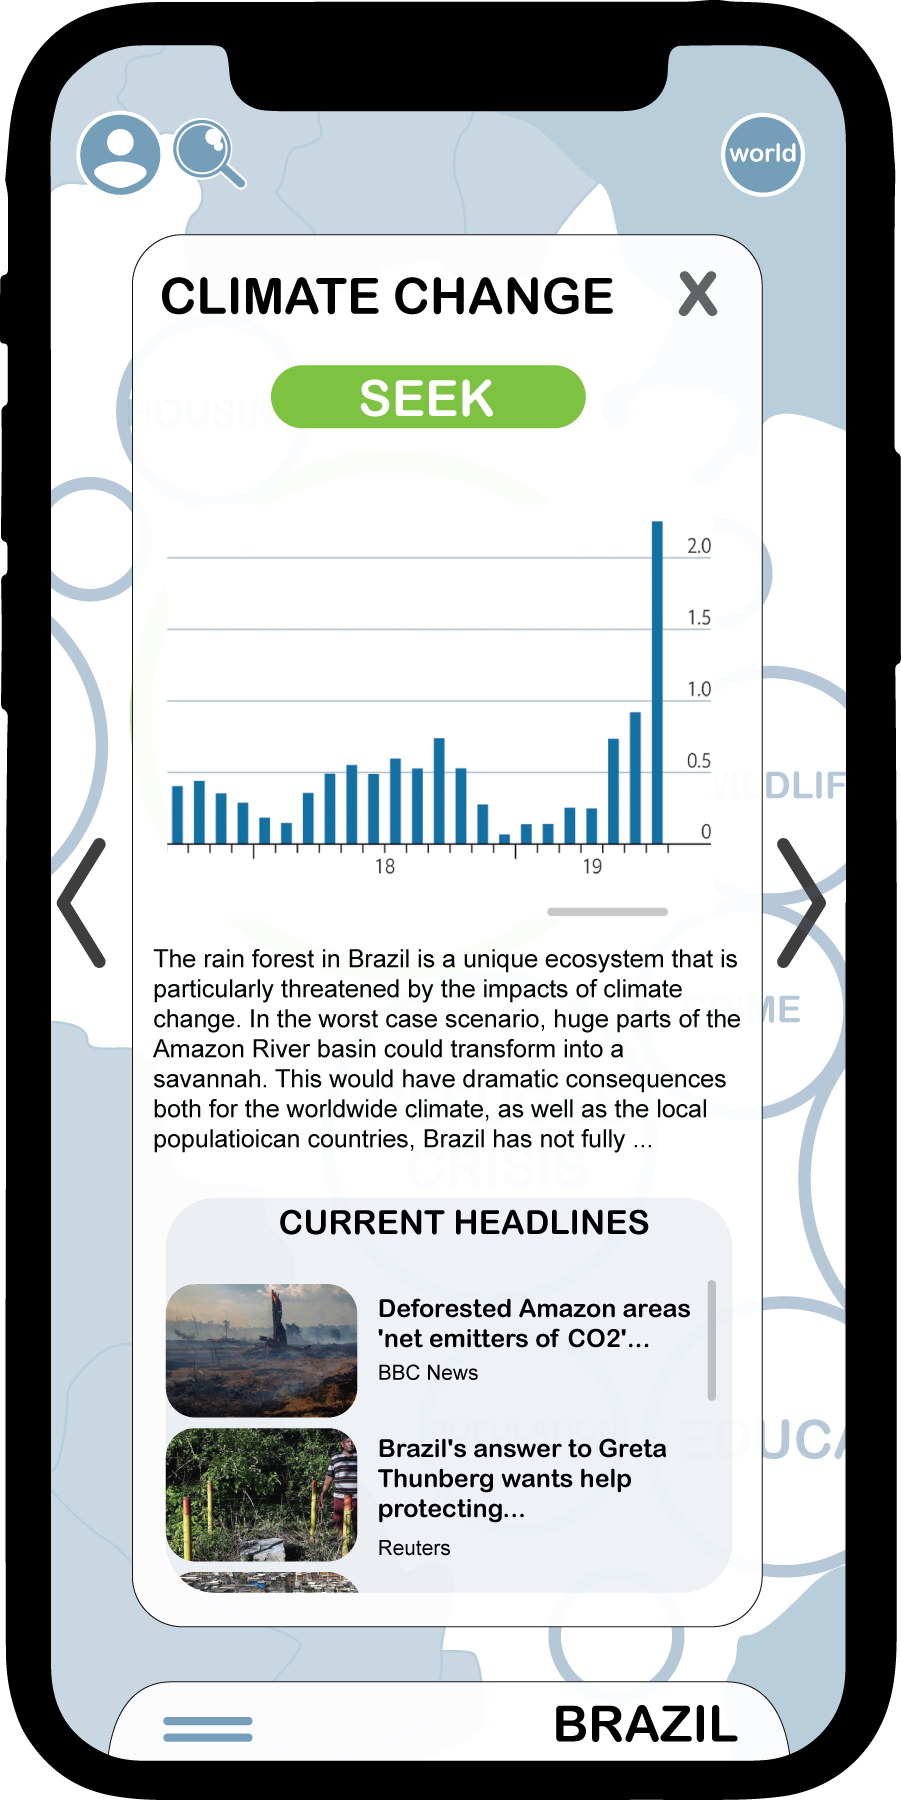 world
CLIMATE CHANGE X
SEEK
HOUSIN
2.0
1.5
1.0
0.5
0
18 19
WILDLIF
The rain forest in Brazil is a unique ecosystem that is
particularly threatened by the impacts of climate
change. In the worst case scenario, huge parts of the
Amazon River basin could transform into a
savannah. This would have dramatic consequences
both for the worldwide climate, as well as the local
populatioican countries, Brazil has not fully ...
CRIME
CRISIS
CURRENT HEADLINES
Deforested Amazon areas
'net emitters of CO2'...
BBC News
POPULATION
EDUCA
Brazil's answer to Greta
Thunberg wants help
protecting...
Reuters
BRAZIL